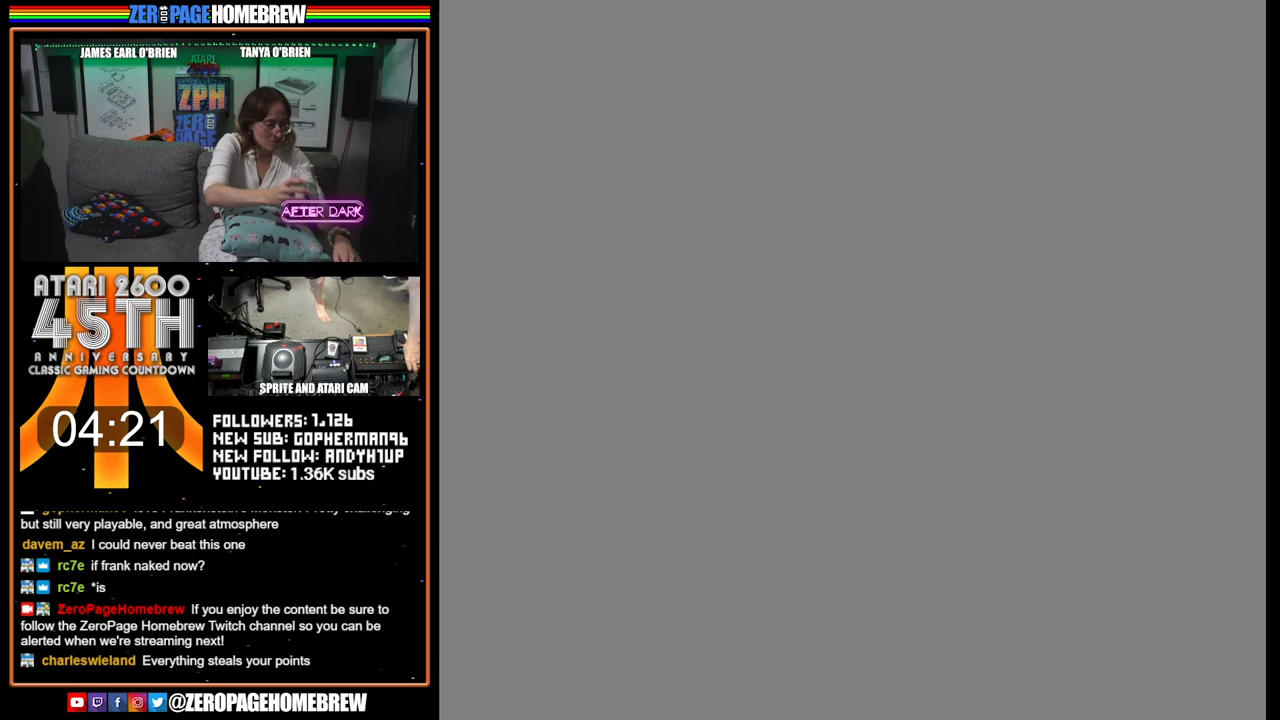 ZEROPAGEHOMEBREW
JAMES EARL O'BRIEN
TANYA O'BRIEN
ATARI
ZPH
ZERO
PAGE
AFTER DARK
ATARI 2600
45TH
ANNIVERSARY
CLASSIC GAMING COUNTDOWN
04:21
SPRITE AND ATARI CAM
FOLLOWERS: 1,126
NEW SUB: GOPHERMAN96
NEW FOLLOW: ANDYH1UP
YOUTUBE: 1.36K subs
but still very playable, and great atmosphere
davem_az I could never beat this one
rc7e if frank naked now?
rc7e *is
ZeroPageHomebrew If you enjoy the content be sure to
follow the ZeroPage Homebrew Twitch channel so you can be
alerted when we're streaming next!
charleswieland Everything steals your points
@ZEROPAGEHOMEBREW